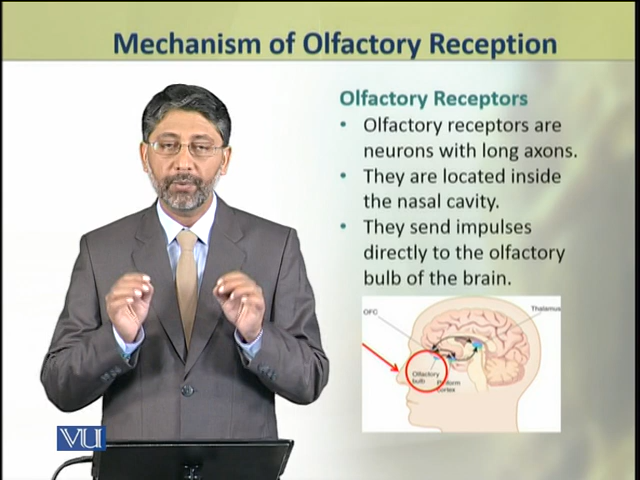 Mechanism of Olfactory Reception
Olfactory Receptors
• Olfactory receptors are
neurons with long axons.
• They are located inside
the nasal cavity.
• They send impulses
directly to the olfactory
bulb of the brain.
OFC
Thalamus
Olfactory
bulb
cortex
VU